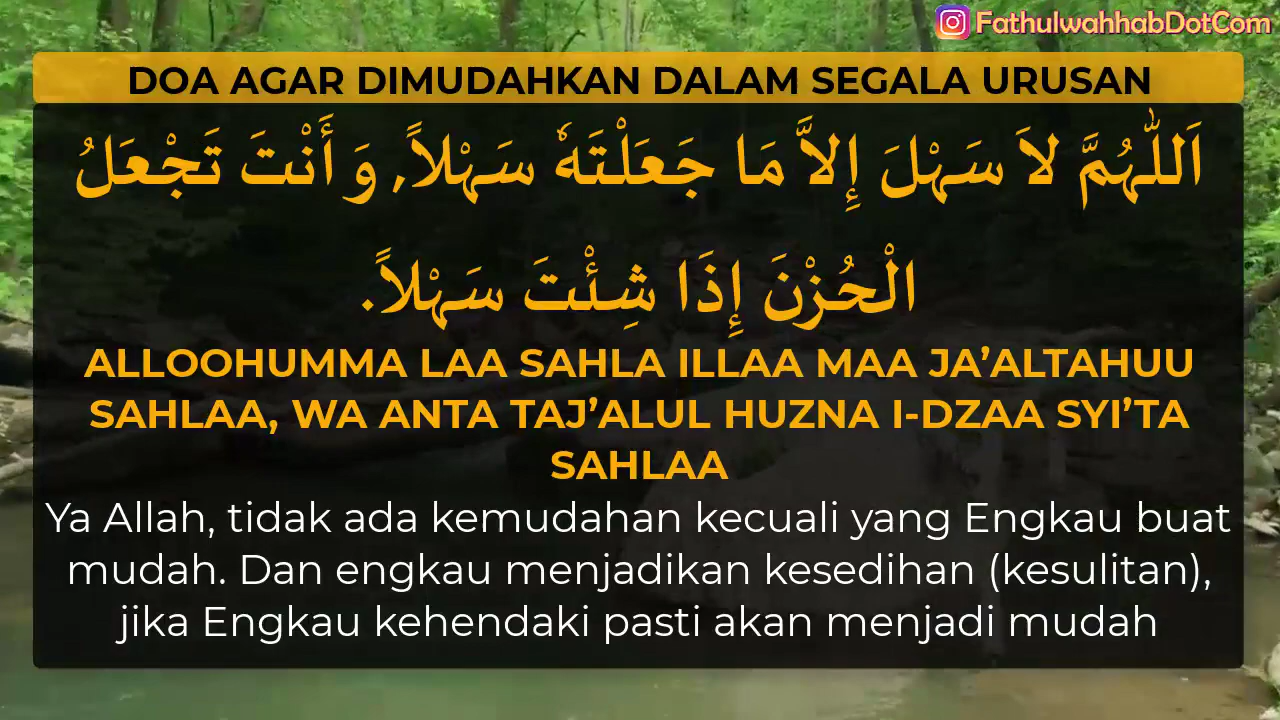 FathulwahhabDotCom
DOA AGAR DIMUDAHKAN DALAM SEGALA URUSAN
اَللّٰهُمَّ لاَ سَهْلَ إِلاَّ مَا جَعَلْتَهٗ سَهْلاً, وَ أَنْتَ تَجْعَلُ
الْحُزْنَ إِذَا شِئْتَ سَهْلاً.
ALLOOHUMMA LAA SAHLA ILLAA MAA JA’ALTAHUU
SAHLAA, WA ANTA TAJ’ALUL HUZNA I-DZAA SYI’TA
SAHLAA
Ya Allah, tidak ada kemudahan kecuali yang Engkau buat
mudah. Dan engkau menjadikan kesedihan (kesulitan),
jika Engkau kehendaki pasti akan menjadi mudah